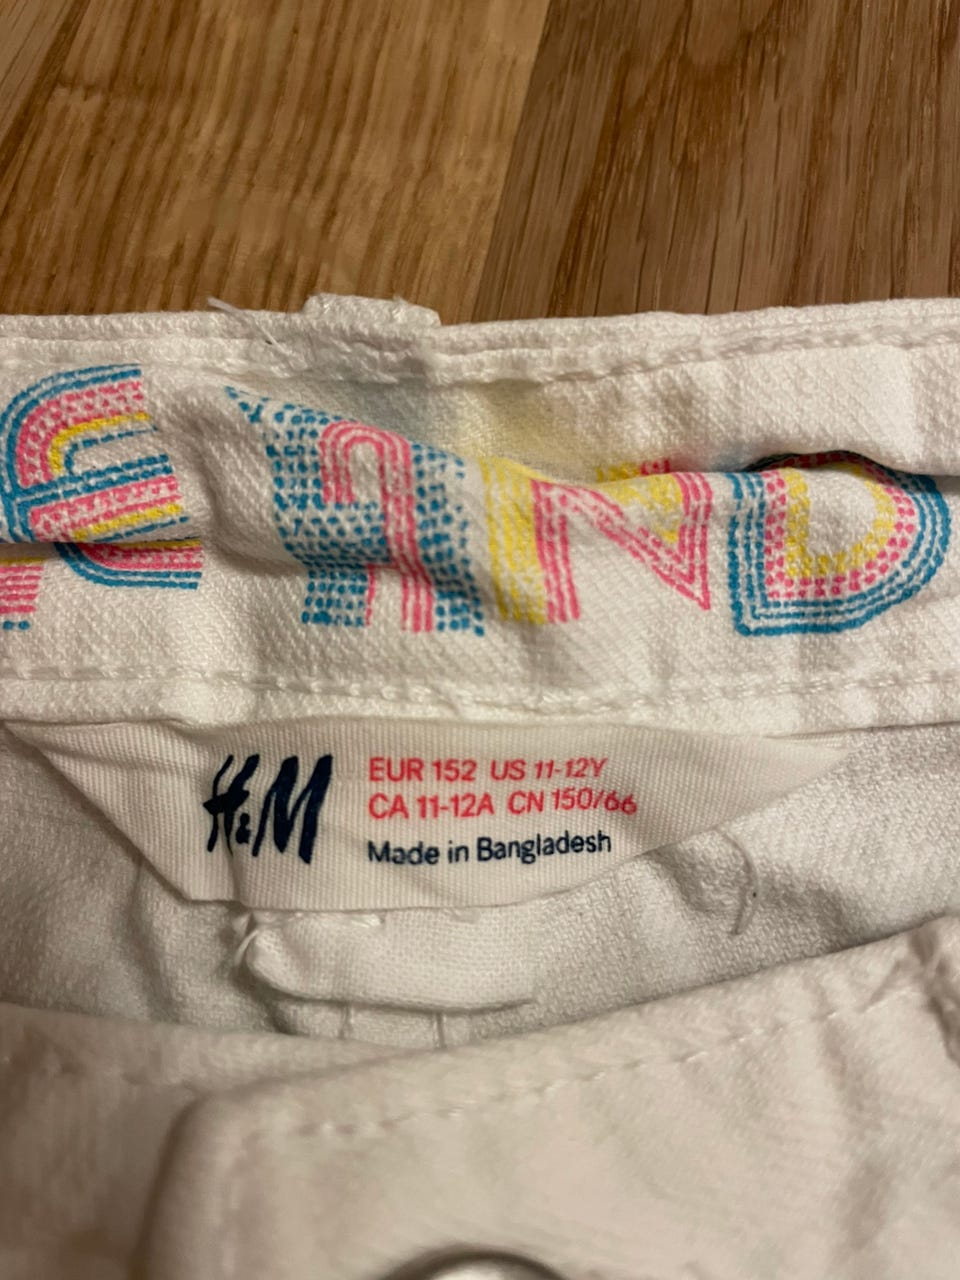 E AND
H&M
EUR 152 US 11-12Y
CA 11-12A CN 150/66
Made in Bangladesh